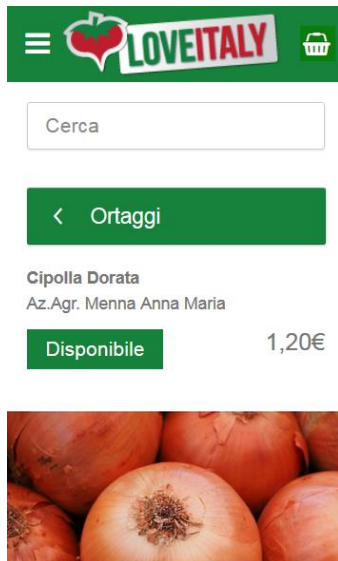 LOVEITALY
Cerca
Ortaggi
Cipolla Dorata
Az.Agr. Menna Anna Maria
Disponibile
1,20€